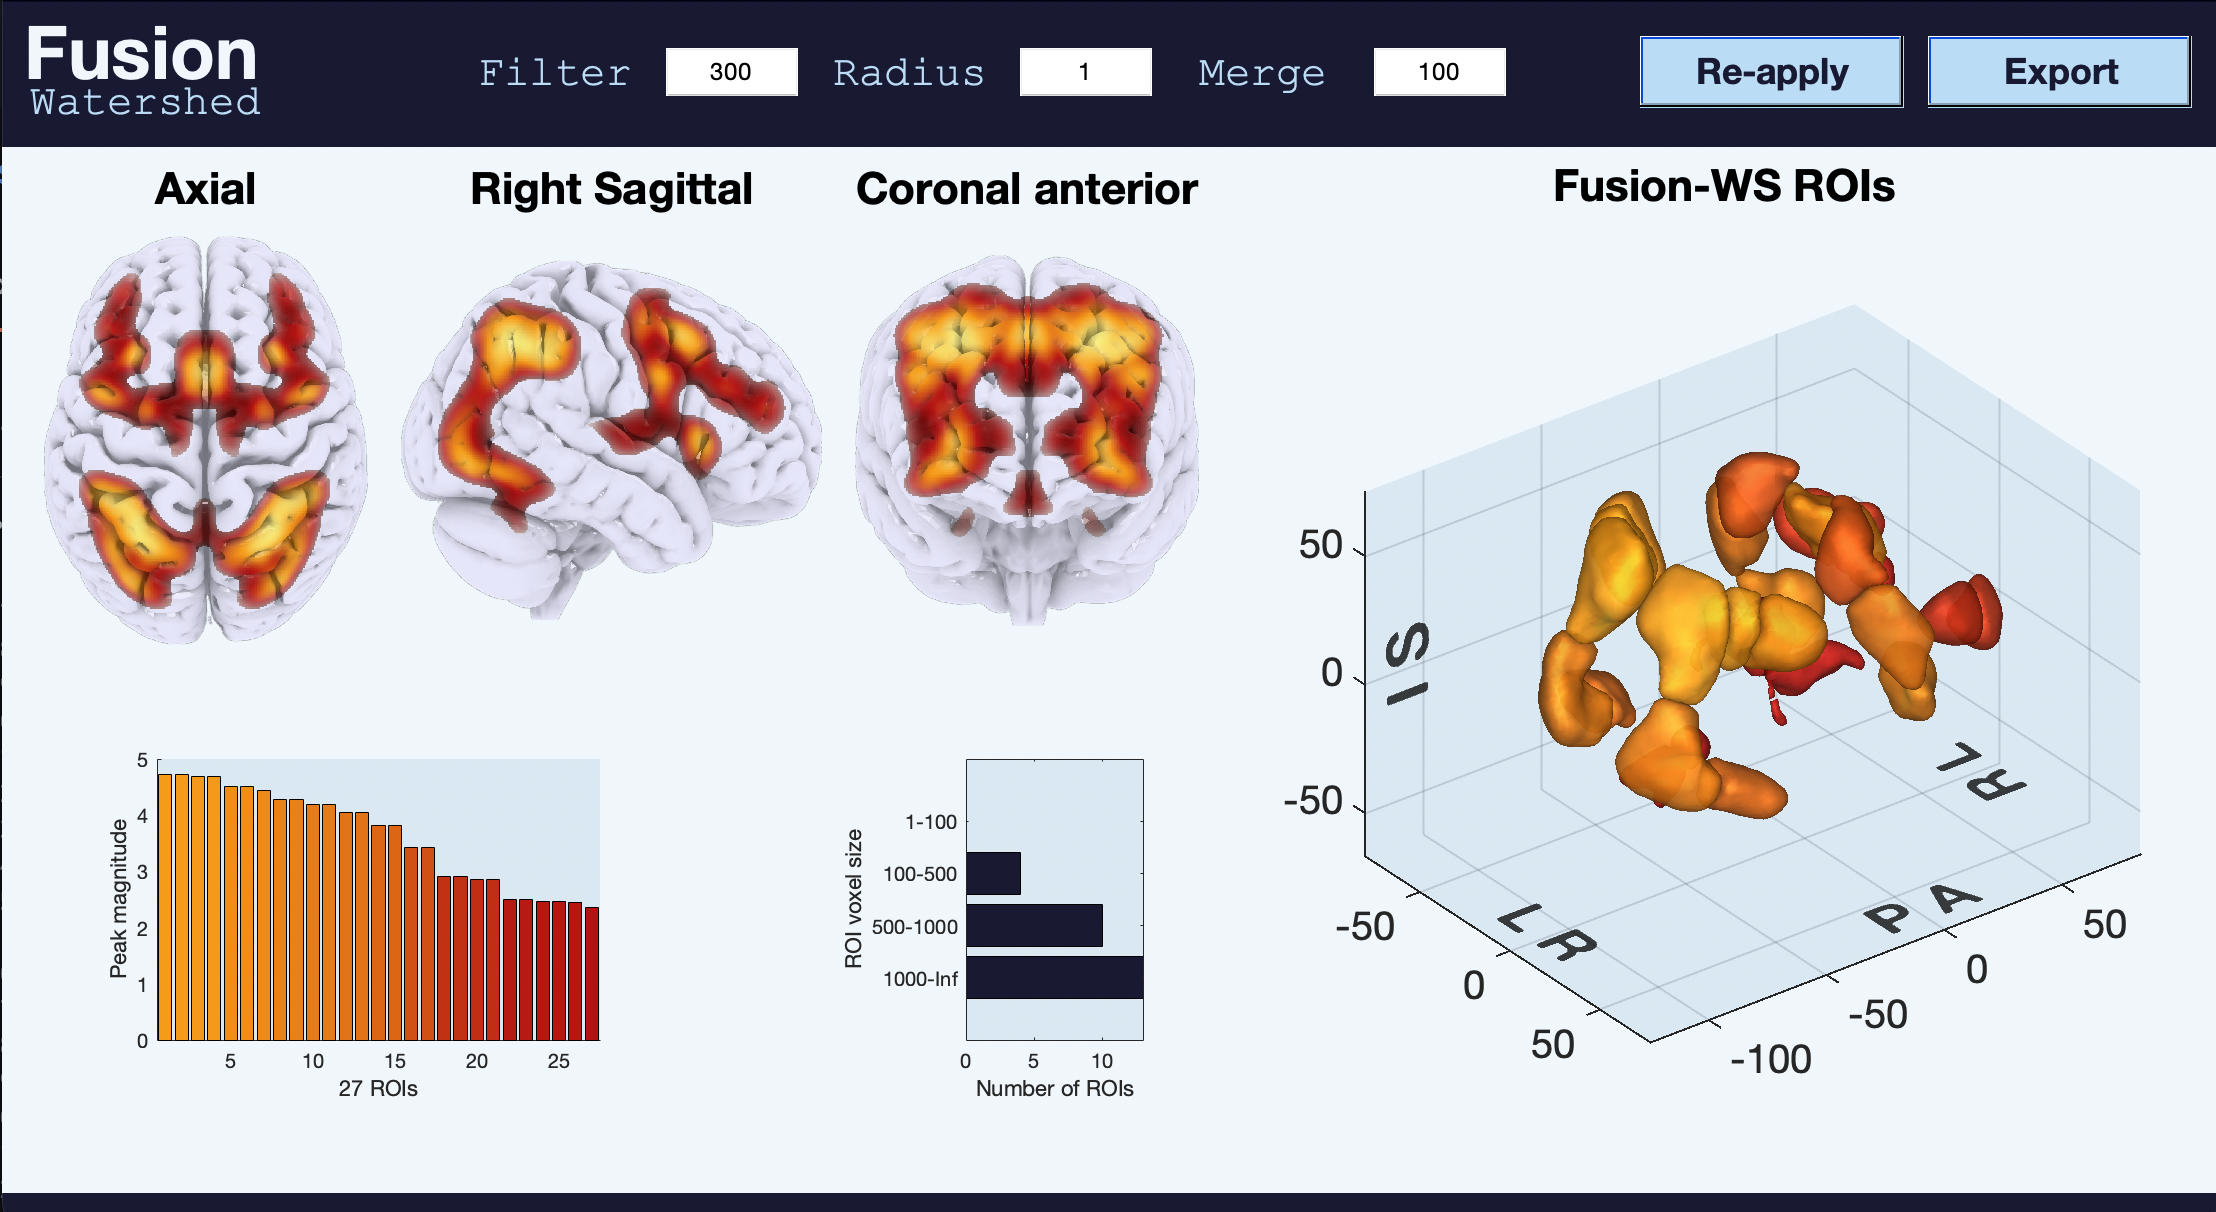 Fusion
Watershed
Filter 300 Radius 1 Merge 100 Re-apply Export
Axial Right Sagittal Coronal anterior Fusion-WS ROIs
5
4
3
2
1
0
Peak magnitude
5 10 15 20 25
27 ROIs
ROI voxel size
1-100
100-500
500-1000
1000-Inf
0 5 10
Number of ROIs
50
0
-50
I S
-50
0
50
L R
-100
-50
0
50
P A
R L